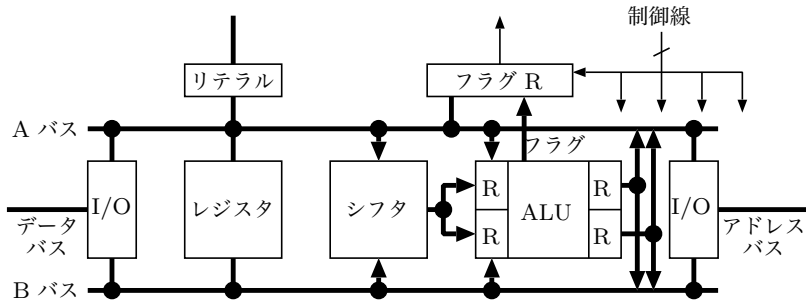 制御線
リテラル
フラグ R
A バス
フラグ
I/O
レジスタ
シフタ
R
R
ALU
R
R
I/O
データ
バス
アドレス
バス
B バス